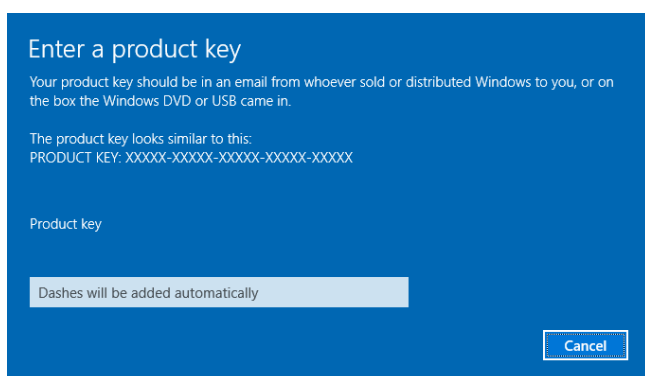 Enter a product key
Your product key should be in an email from whoever sold or distributed Windows to you, or on
the box the Windows DVD or USB came in.
The product key looks similar to this:
PRODUCT KEY: XXXXX-XXXXX-XXXXX-XXXXX-XXXXX
Product key
Dashes will be added automatically
Cancel